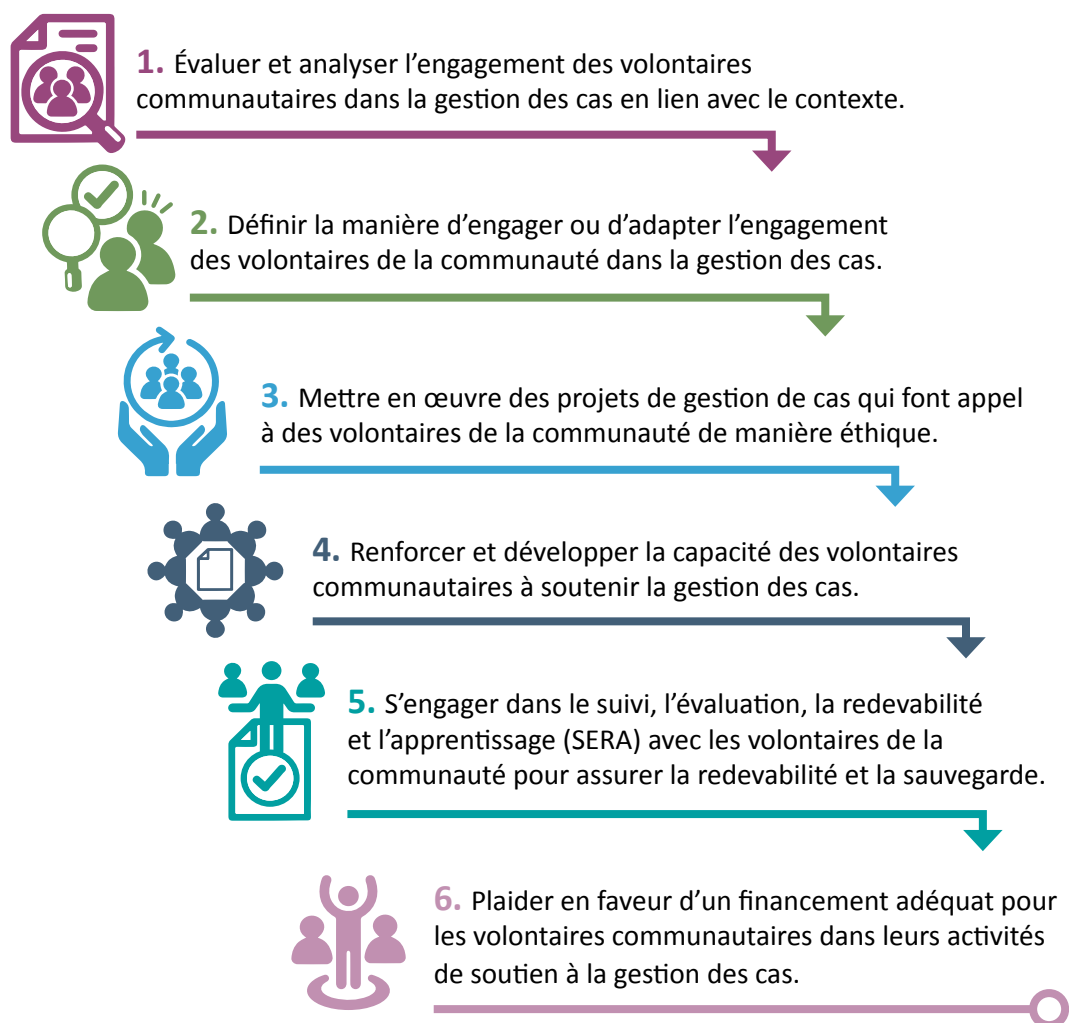 1. Évaluer et analyser l’engagement des volontaires
communautaires dans la gestion des cas en lien avec le contexte.
2. Définir la manière d’engager ou d’adapter l’engagement
des volontaires de la communauté dans la gestion des cas.
3. Mettre en œuvre des projets de gestion de cas qui font appel
à des volontaires de la communauté de manière éthique.
4. Renforcer et développer la capacité des volontaires
communautaires à soutenir la gestion des cas.
5. S’engager dans le suivi, l’évaluation, la redevabilité
et l’apprentissage (SERA) avec les volontaires de la
communauté pour assurer la redevabilité et la sauvegarde.
6. Plaider en faveur d’un financement adéquat pour
les volontaires communautaires dans leurs activités
de soutien à la gestion des cas.